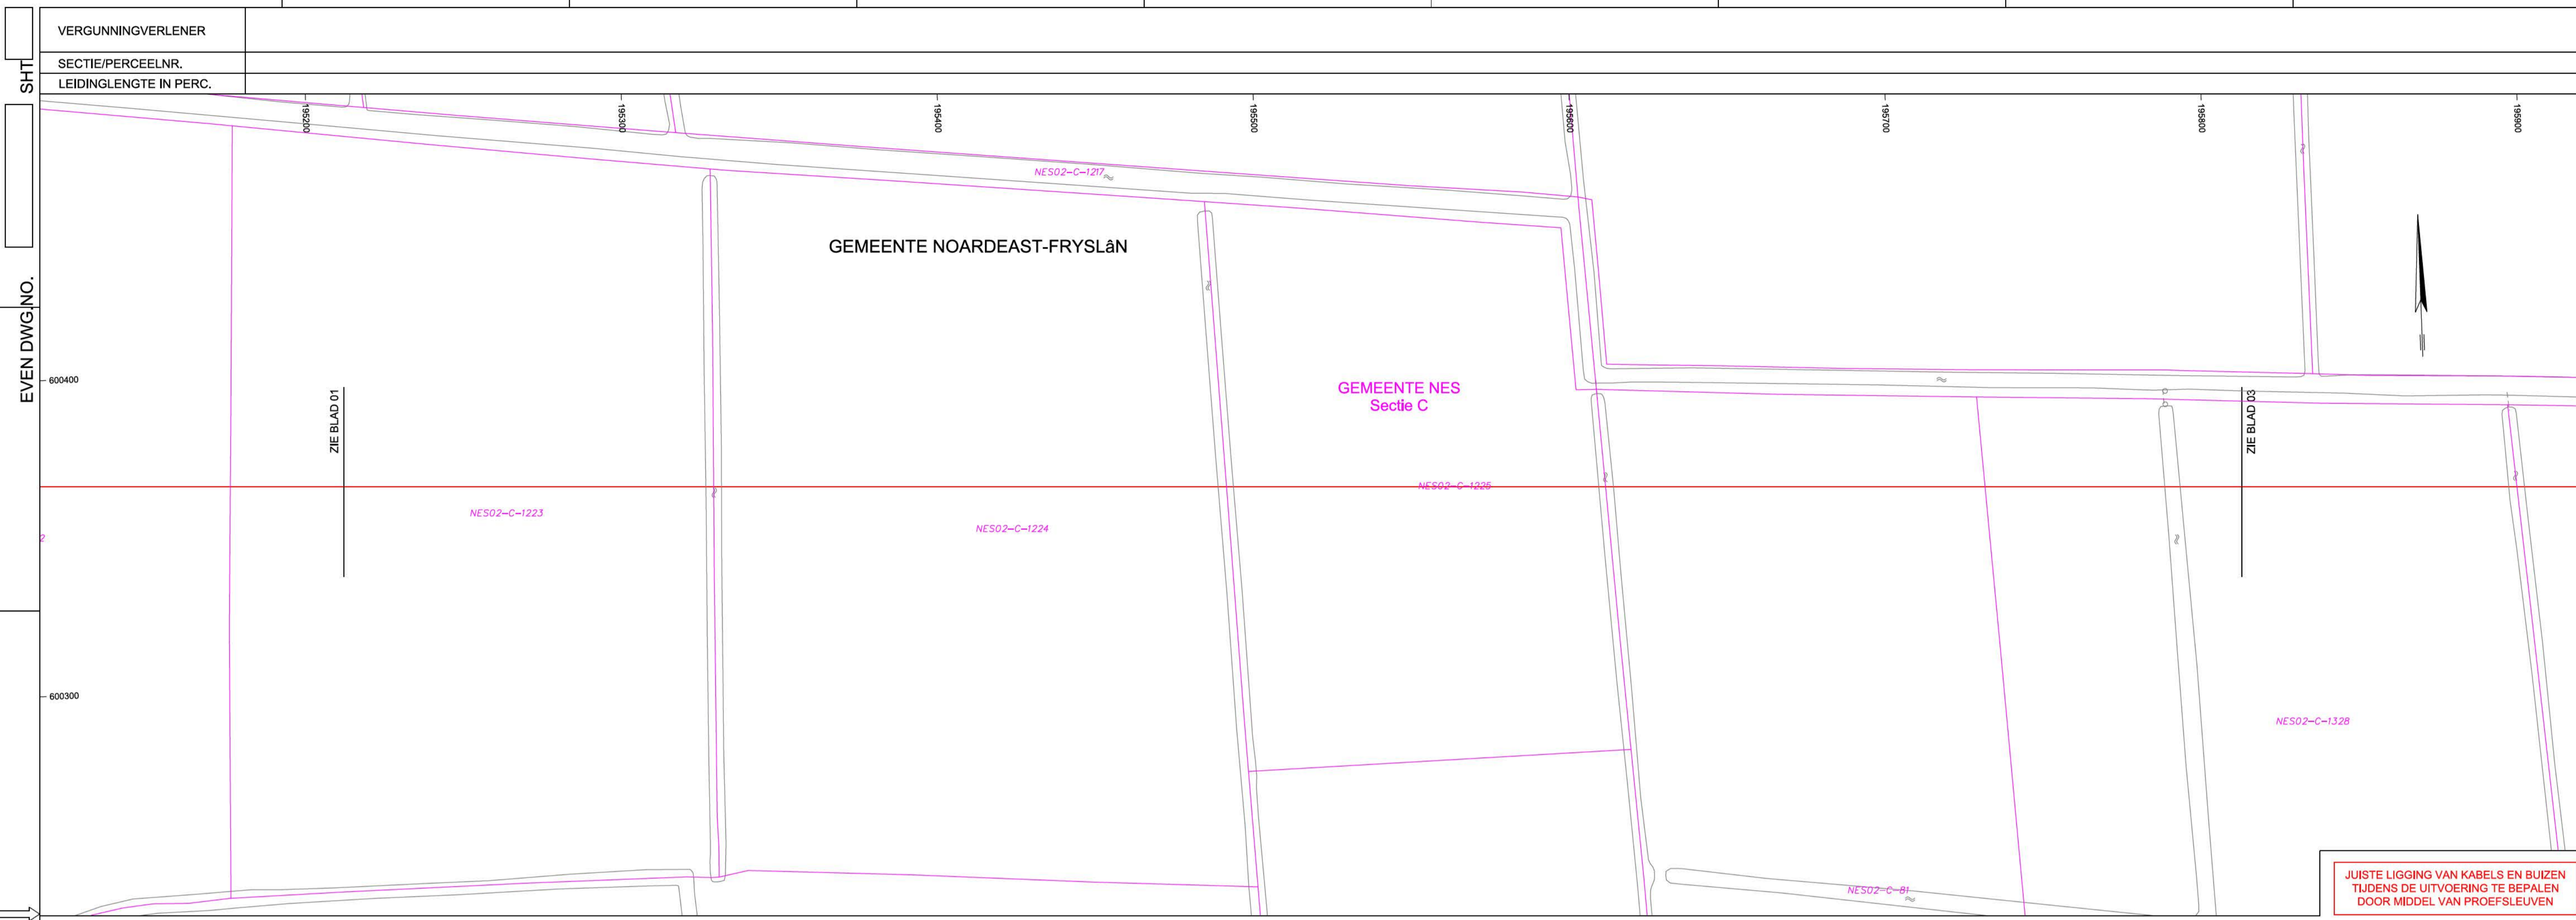 VERGUNNINGVERLENER
SECTIE/PERCEELNR.
LEIDINGLENGTE IN PERC.
SHT
EVEN DWG.NO.
195200
195300
195400
195500
195600
195700
195800
195900
NES02-C-1217
GEMEENTE NOARDEAST-FRYSLâN
600400
ZIE BLAD 01
GEMEENTE NES
Sectie C
ZIE BLAD 03
NES02-C-1225
NES02-C-1223
NES02-C-1224
2
600300
NES02-C-1328
NES02-C-81
JUISTE LIGGING VAN KABELS EN BUIZEN
TIJDENS DE UITVOERING TE BEPALEN
DOOR MIDDEL VAN PROEFSLEUVEN